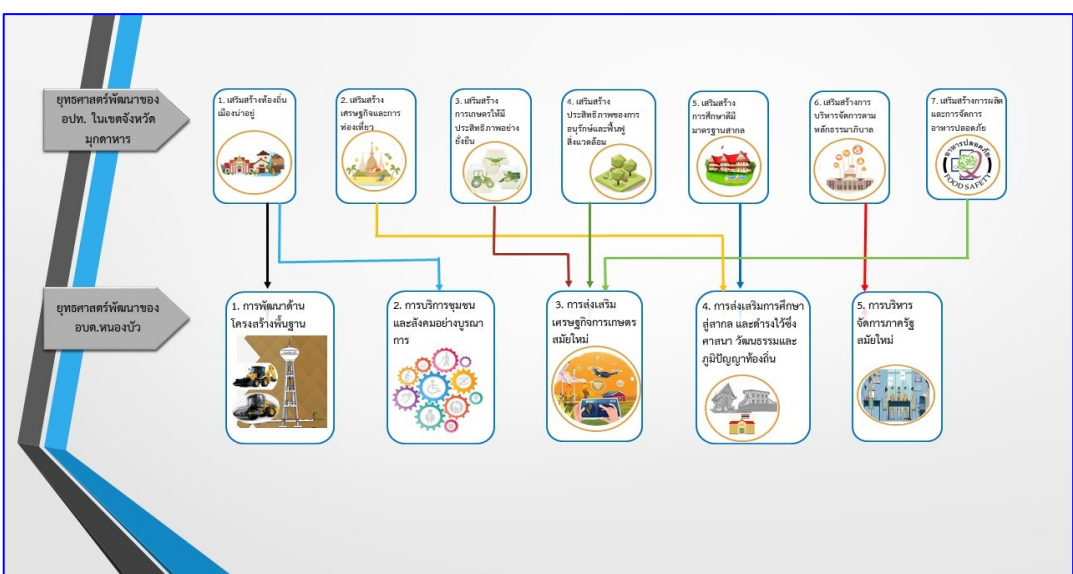 ยุทธศาสตร์พัฒนาของ
อปท. ในเขตจังหวัด
มุกดาหาร
1. เสริมสร้างท้องถิ่น
เมืองน่าอยู่
2. เสริมสร้าง
เศรษฐกิจและการ
ท่องเที่ยว
3. เสริมสร้าง
การเกษตรให้มี
ประสิทธิภาพอย่าง
ยั่งยืน
4. เสริมสร้าง
ประสิทธิภาพของการ
อนุรักษ์และฟื้นฟู
สิ่งแวดล้อม
5. เสริมสร้าง
การศึกษาดีมี
มาตรฐานสากล
6. เสริมสร้างการ
บริหารจัดการตาม
หลักธรรมาภิบาล
7. เสริมสร้างการผลิต
และการจัดการ
อาหารปลอดภัย
อาหารปลอดภัย
FOOD SAFETY
ยุทธศาสตร์พัฒนาของ
อบต.หนองบัว
1. การพัฒนาด้าน
โครงสร้างพื้นฐาน
2. การบริการชุมชน
และสังคมอย่างบูรณา
การ
3. การส่งเสริม
เศรษฐกิจการเกษตร
สมัยใหม่
4. การส่งเสริมการศึกษา
สู่สากล และดำรงไว้ซึ่ง
ศาสนา วัฒนธรรมและ
ภูมิปัญญาท้องถิ่น
5. การบริหาร
จัดการภาครัฐ
สมัยใหม่